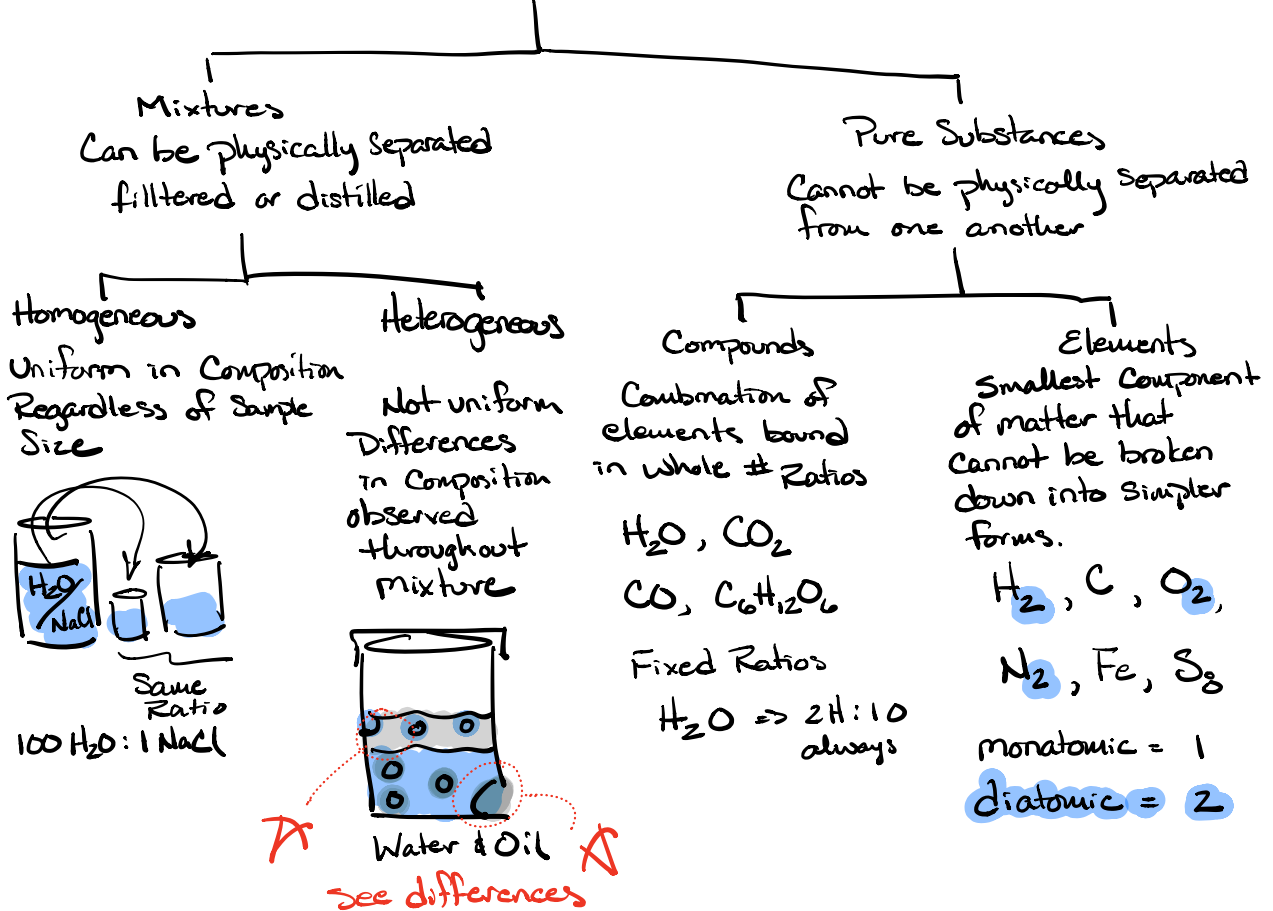 Mixtures
Can be physically separated
filltered or distilled
Pure Substances
Cannot be physically separated
from one another
Homogeneous
Uniform in Composition
Regardless of Sample
Size
H₂O
NaCl
Same
Ratio
100 H₂O : 1 NaCl
Heterogeneous
Not uniform
Differences
in Composition
observed
throughout
mixture
Water & Oil
See differences
Compounds
Combination of
elements bound
in whole # Ratios
H₂O, CO₂
CO, C₆H₁₂O₆
Fixed Ratios
H₂O => 2H:1O
always
Elements
Smallest Component
of matter that
cannot be broken
down into simpler
forms.
H₂, C, O₂,
N₂, Fe, S₈
monatomic = 1
diatomic = 2